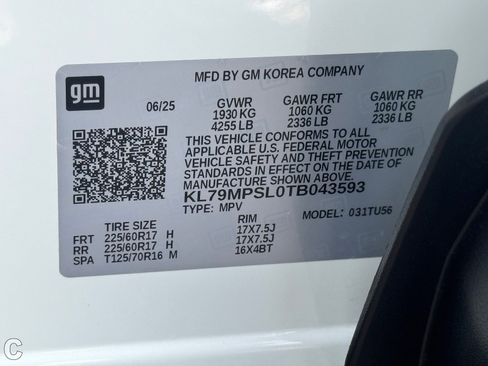 gm
MFD BY GM KOREA COMPANY
06/25 GVWR GAWR FRT GAWR RR
1930 KG 1060 KG 1060 KG
4255 LB 2336 LB 2336 LB
THIS VEHICLE CONFORMS TO ALL
APPLICABLE U.S. FEDERAL MOTOR
VEHICLE SAFETY AND THEFT PREVENTION
STANDARDS IN EFFECT ON THE DATE OF
MANUFACTURE SHOWN ABOVE.
KL79MPSL0TB043593
TYPE: MPV MODEL: 031TU56
TIRE SIZE RIM
FRT 225/60R17 H 17X7.5J
RR 225/60R17 H 17X7.5J
SPA T125/70R16 M 16X4BT
C